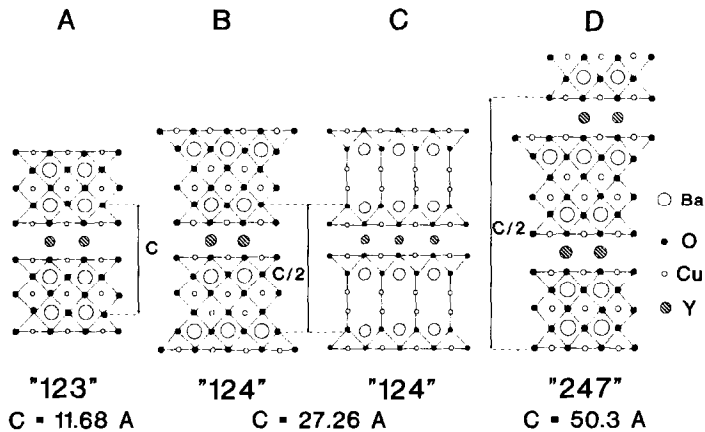 A B C D
C
C/2
C/2
Ba
O
Cu
Y
"123" "124" "124" "247"
C = 11.68 A C = 27.26 A C = 50.3 A